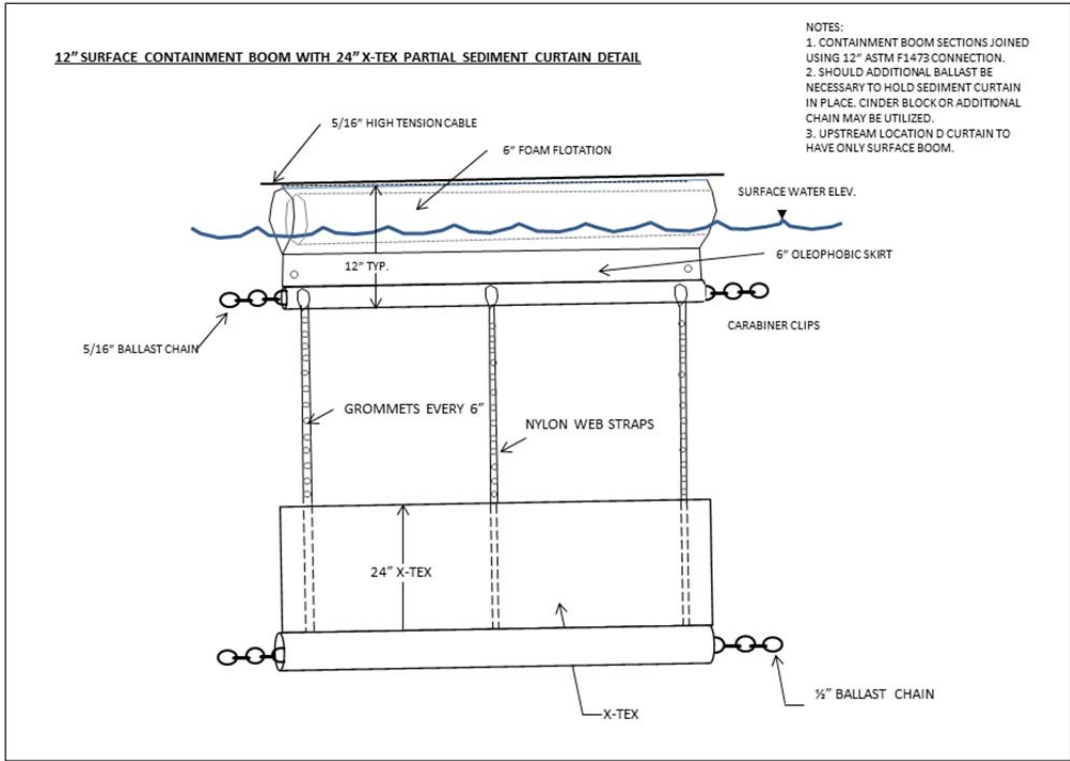 12" SURFACE CONTAINMENT BOOM WITH 24" X-TEX PARTIAL SEDIMENT CURTAIN DETAIL
NOTES:
1. CONTAINMENT BOOM SECTIONS JOINED
USING 12" ASTM F1473 CONNECTION.
2. SHOULD ADDITIONAL BALLAST BE
NECESSARY TO HOLD SEDIMENT CURTAIN
IN PLACE. CINDER BLOCK OR ADDITIONAL
CHAIN MAY BE UTILIZED.
3. UPSTREAM LOCATION D CURTAIN TO
HAVE ONLY SURFACE BOOM.
5/16" HIGH TENSION CABLE
6" FOAM FLOTATION
SURFACE WATER ELEV.
6" OLEOPHOBIC SKIRT
12" TYP.
CARABINER CLIPS
5/16" BALLAST CHAIN
GROMMETS EVERY 6"
NYLON WEB STRAPS
24" X-TEX
½" BALLAST CHAIN
X-TEX